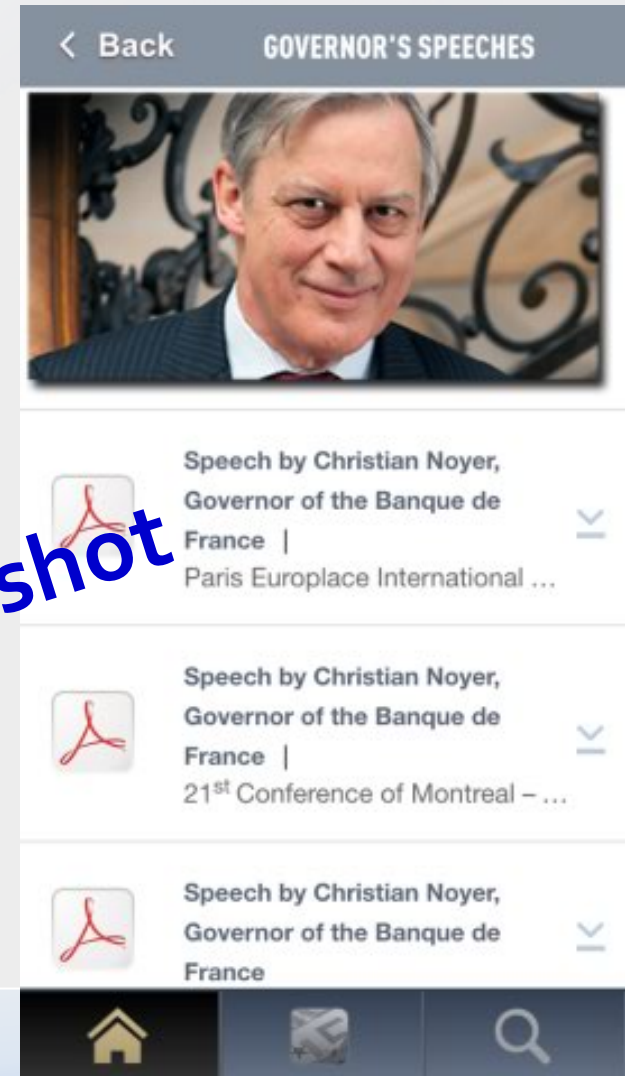 < Back GOVERNOR'S SPEECHES
Speech by Christian Noyer,
Governor of the Banque de
France |
Paris Europlace International ...
shot
Speech by Christian Noyer,
Governor of the Banque de
France |
21st Conference of Montreal – ...
Speech by Christian Noyer,
Governor of the Banque de
France